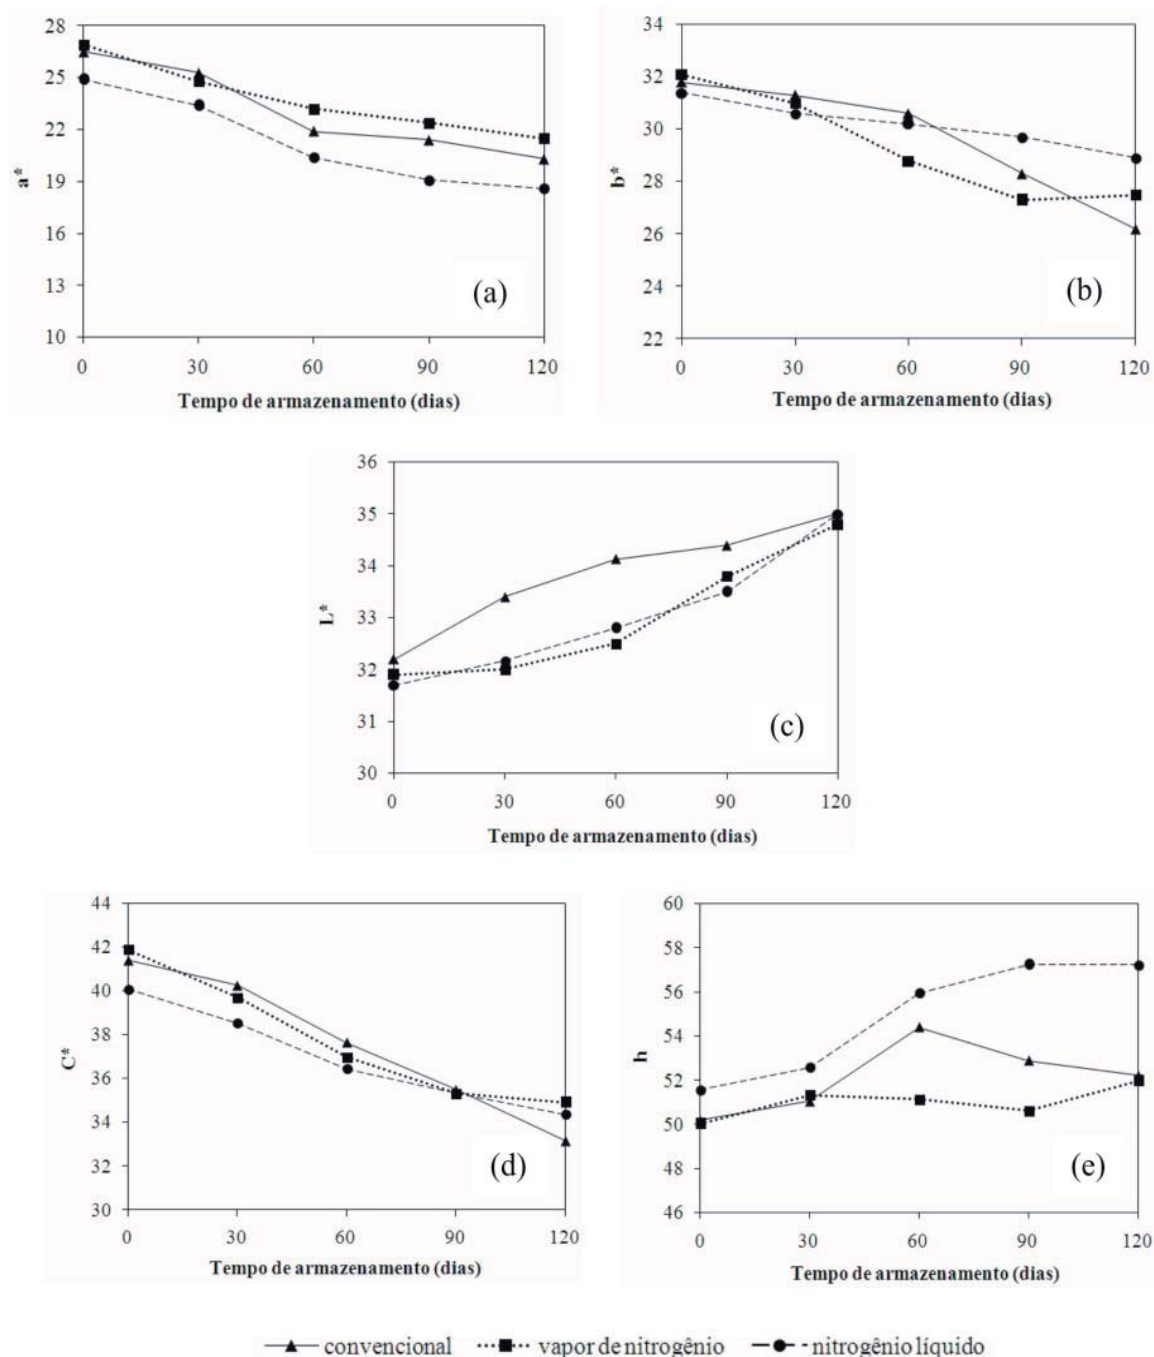 28
25
22
19
16
13
10
a*
0 30 60 90 120
Tempo de armazenamento (dias)
(a)
34
32
30
28
26
24
22
b*
0 30 60 90 120
Tempo de armazenamento (dias)
(b)
36
35
34
33
32
31
30
L*
0 30 60 90 120
Tempo de armazenamento (dias)
(c)
44
42
40
38
36
34
32
30
C*
0 30 60 90 120
Tempo de armazenamento (dias)
(d)
60
58
56
54
52
50
48
46
h
0 30 60 90 120
Tempo de armazenamento (dias)
(e)
convencional vapor de nitrogênio nitrogênio líquido